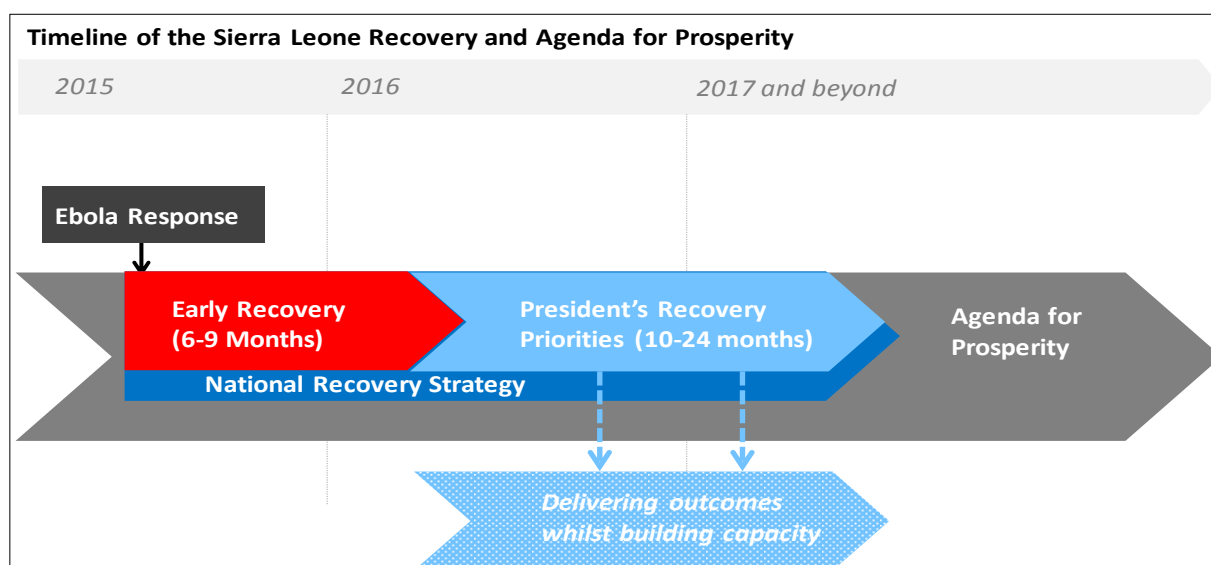 Timeline of the Sierra Leone Recovery and Agenda for Prosperity
2015
2016
2017 and beyond
Ebola Response
Early Recovery
(6-9 Months)
President’s Recovery
Priorities (10-24 months)
Agenda for
Prosperity
National Recovery Strategy
Delivering outcomes
whilst building capacity